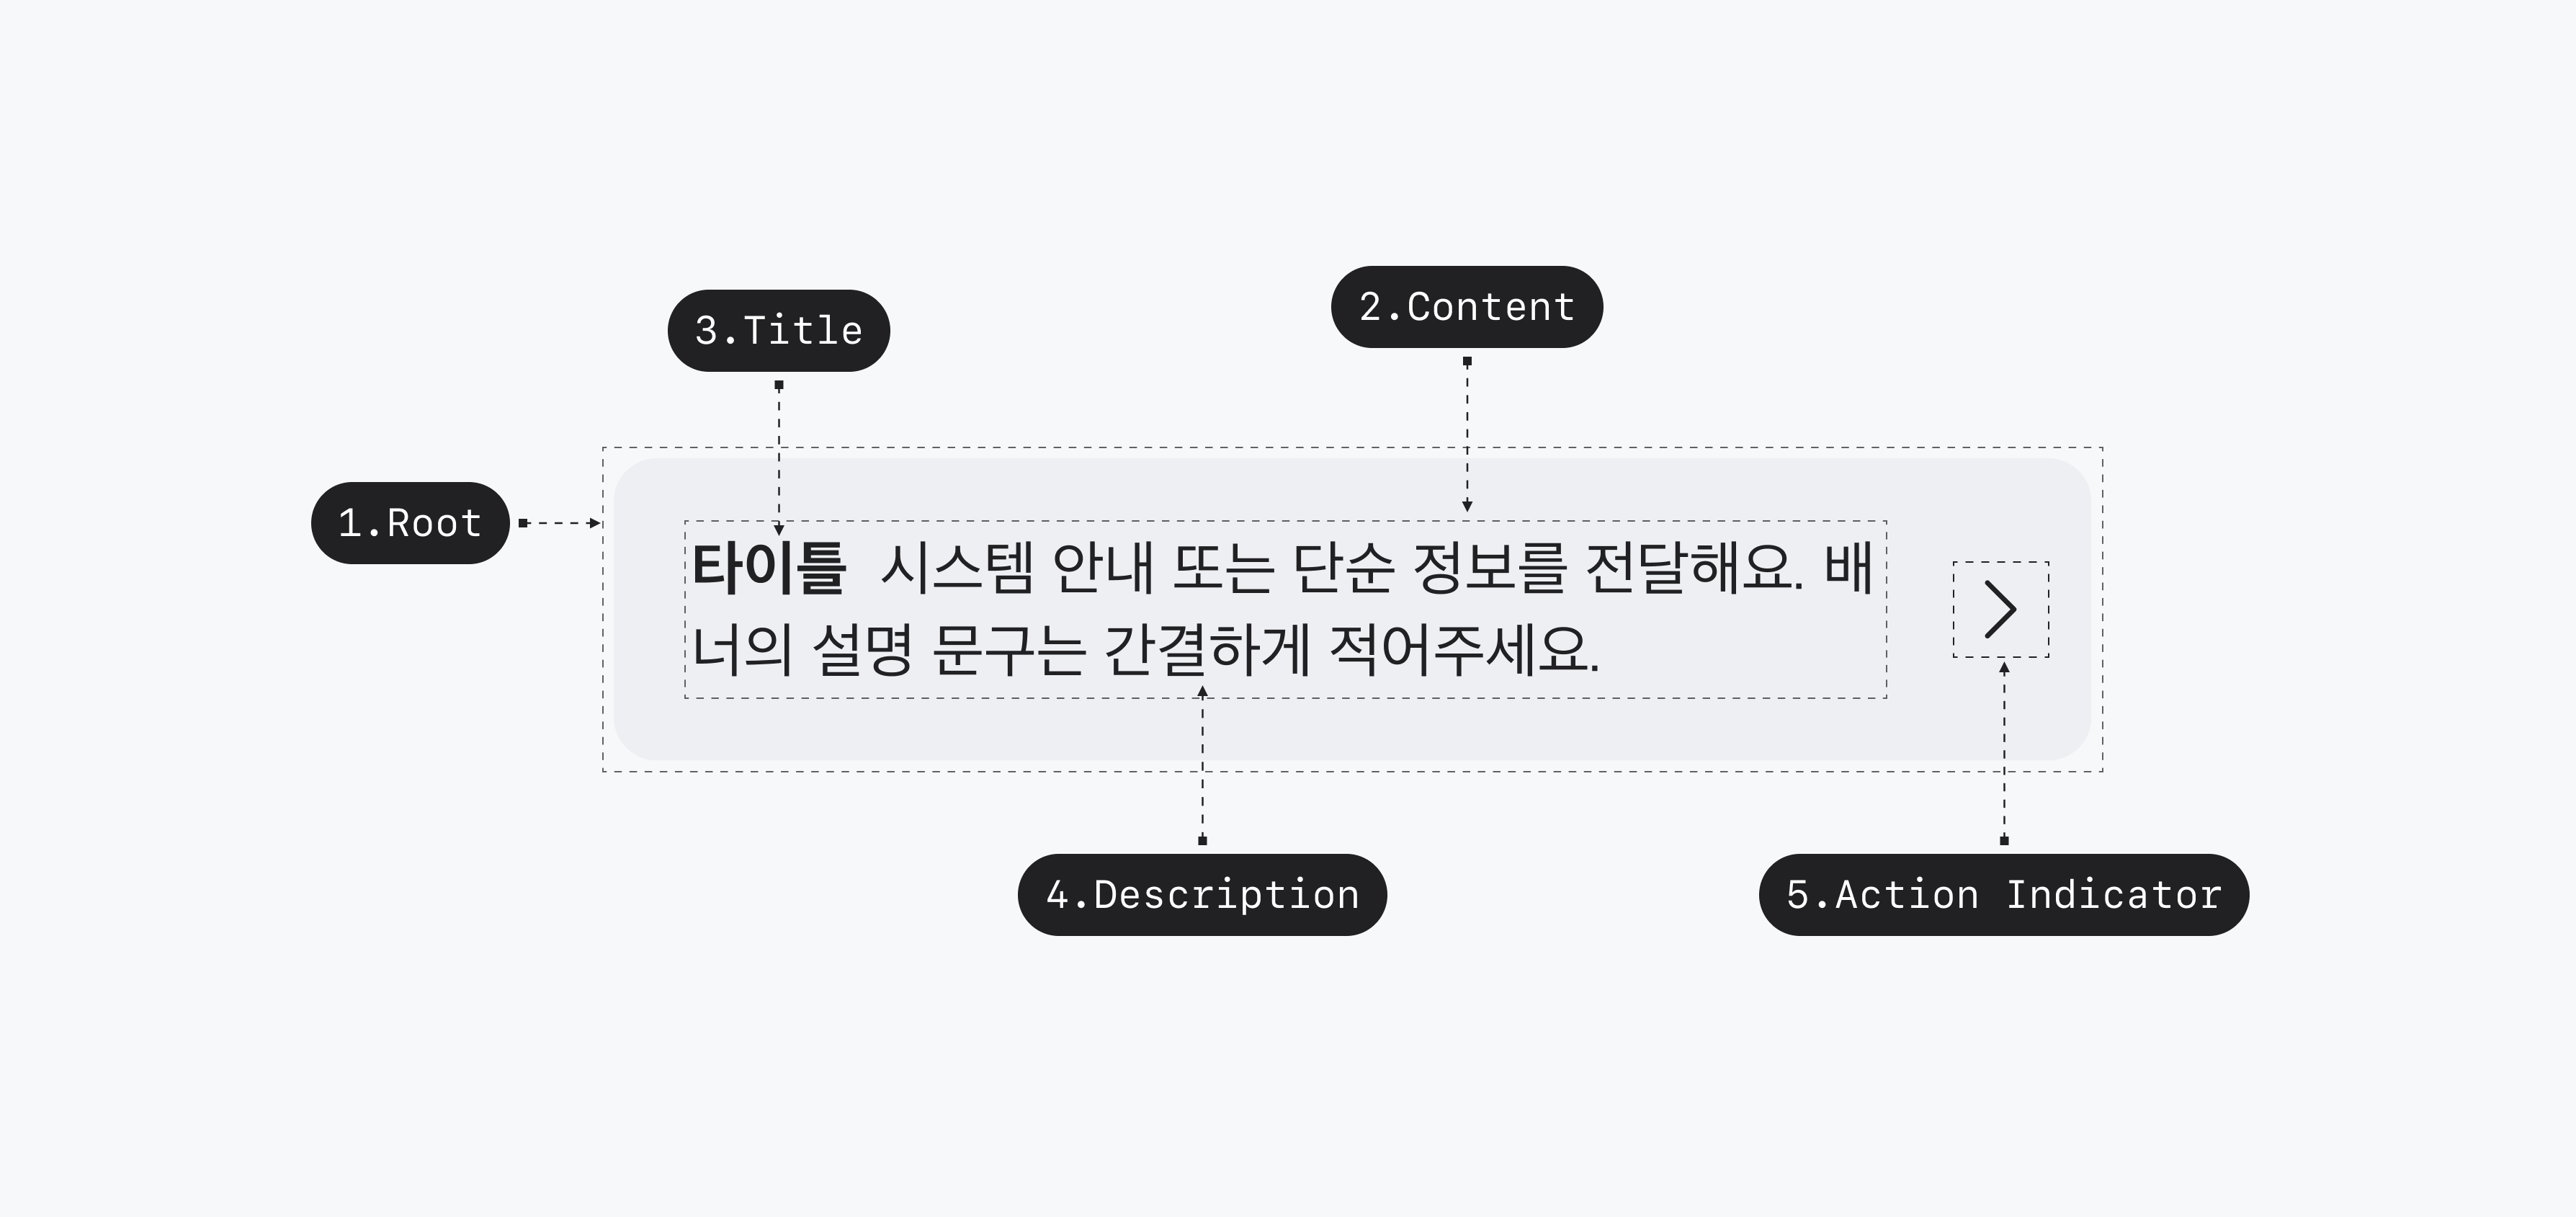 2.Content
3.Title
1.Root
타이틀 시스템 안내 또는 단순 정보를 전달해요. 배
너의 설명 문구는 간결하게 적어주세요.
4.Description
5.Action Indicator